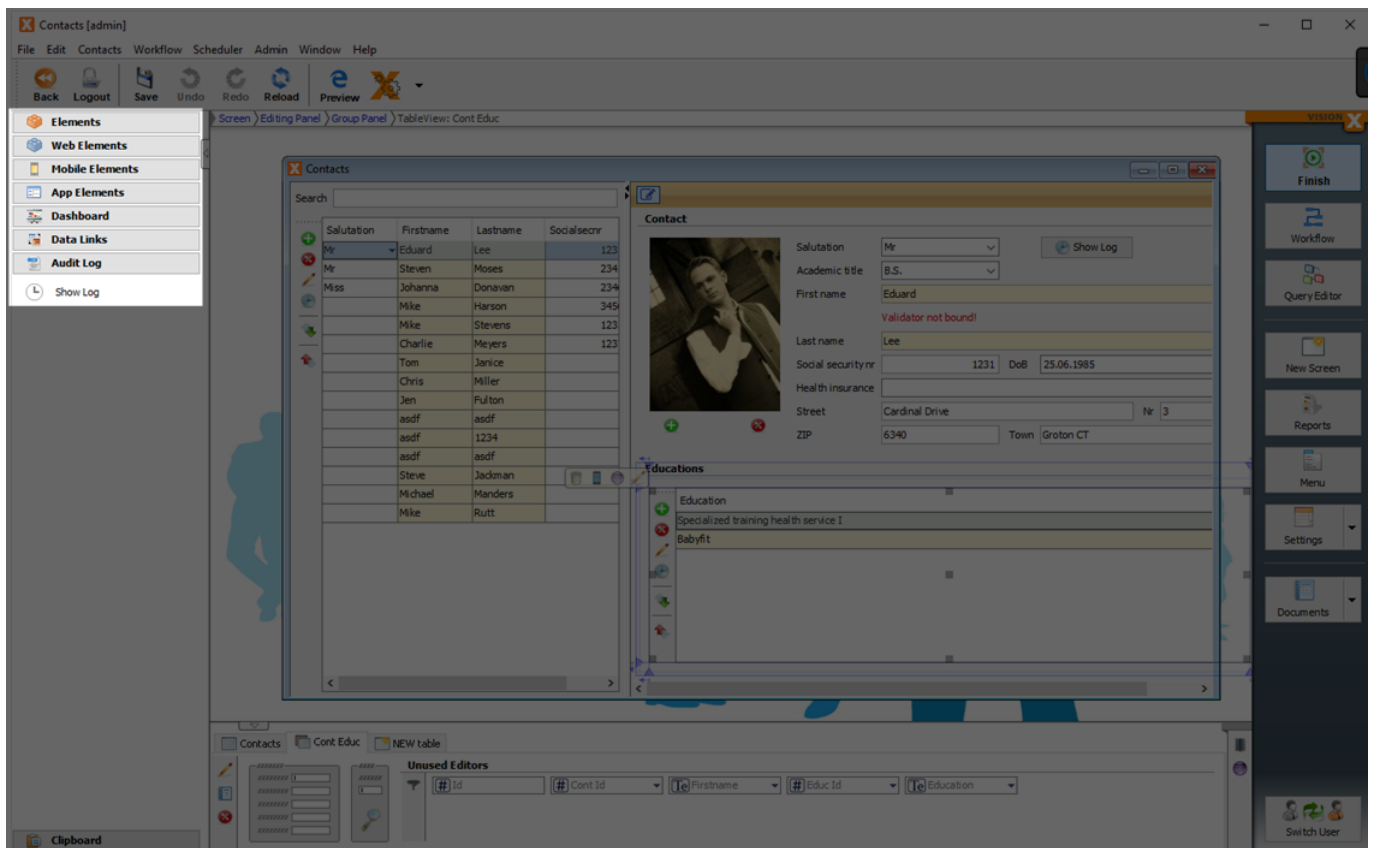 Contacts [admin]
File Edit Contacts Workflow Scheduler Admin Window Help
Back Logout Save Undo Redo Reload Preview
Elements
Web Elements
Mobile Elements
App Elements
Dashboard
Data Links
Audit Log
Show Log
Clipboard
Screen Editing Panel Group Panel TableView: Cont Educ
Contacts
Search
Salutation Firstname Lastname Socialsecnr
Mr Eduard Lee 123
Mr Steven Moses 234
Miss Johanna Donavan 234
Mike Harson 345
Mike Stevens 123
Charlie Meyers 123
Tom Janice
Chris Miller
Jen Fulton
asdf asdf
asdf 1234
asdf asdf
Steve Jackman
Michael Manders
Mike Rutt
Contact
Salutation Mr Show Log
Academic title B.S.
First name Eduard
Validator not bound!
Last name Lee
Social security nr 1231 DoB 25.06.1985
Health insurance
Street Cardinal Drive Nr 3
ZIP 6340 Town Groton CT
Educations
Education
Specialized training health service I
Babyfit
Contacts Cont Educ NEW table
Unused Editors
# Id # Cont Id Te Firstname # Educ Id Te Education
VISION X
Finish
Workflow
Query Editor
New Screen
Reports
Menu
Settings
Documents
Switch User